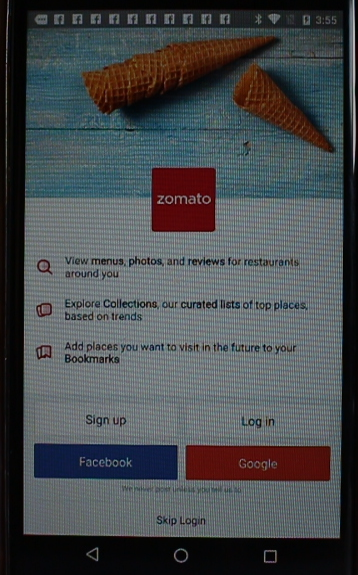 3:55
zomato
View menus, photos, and reviews for restaurants
around you
Explore Collections, our curated lists of top places,
based on trends
Add places you want to visit in the future to your
Bookmarks
Sign up
Log in
Facebook
Google
We never post unless you tell us to
Skip Login